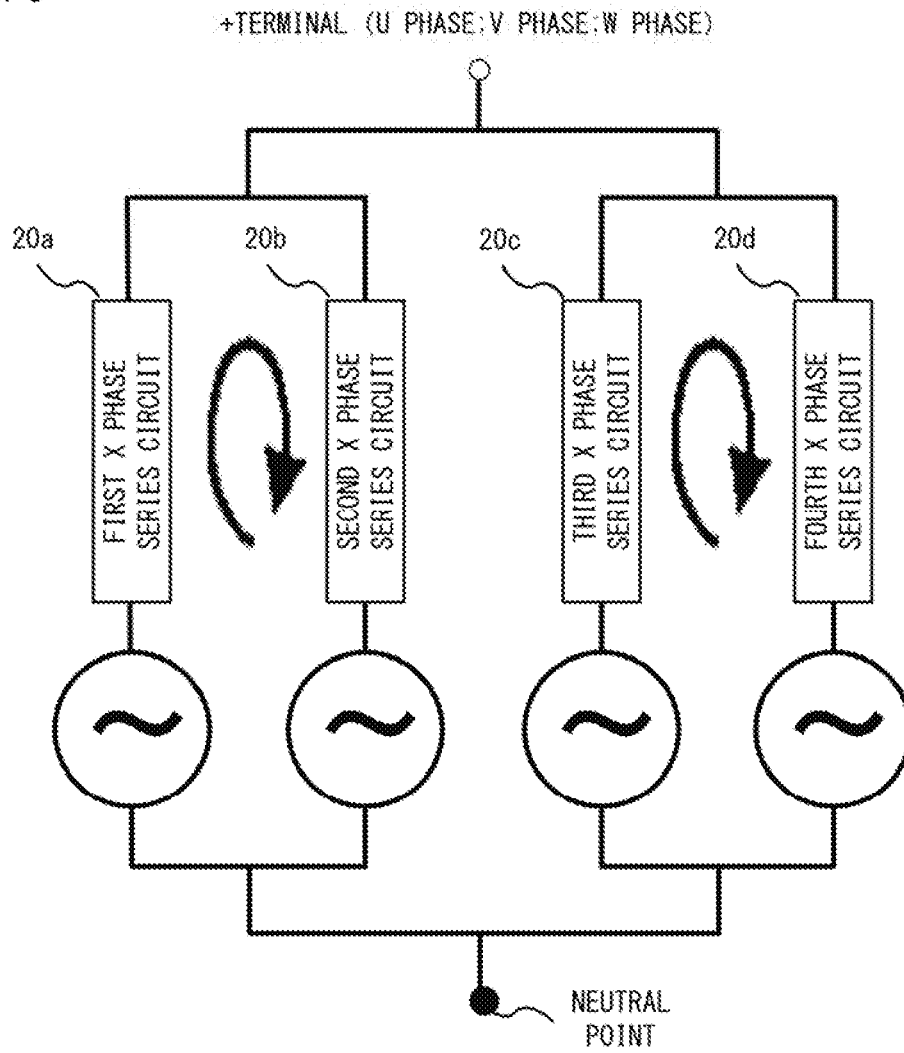 +TERMINAL (U PHASE;V PHASE;W PHASE)
20a
20b
20c
20d
FIRST X PHASE
SERIES CIRCUIT
SECOND X PHASE
SERIES CIRCUIT
THIRD X PHASE
SERIES CIRCUIT
FOURTH X PHASE
SERIES CIRCUIT
NEUTRAL
POINT